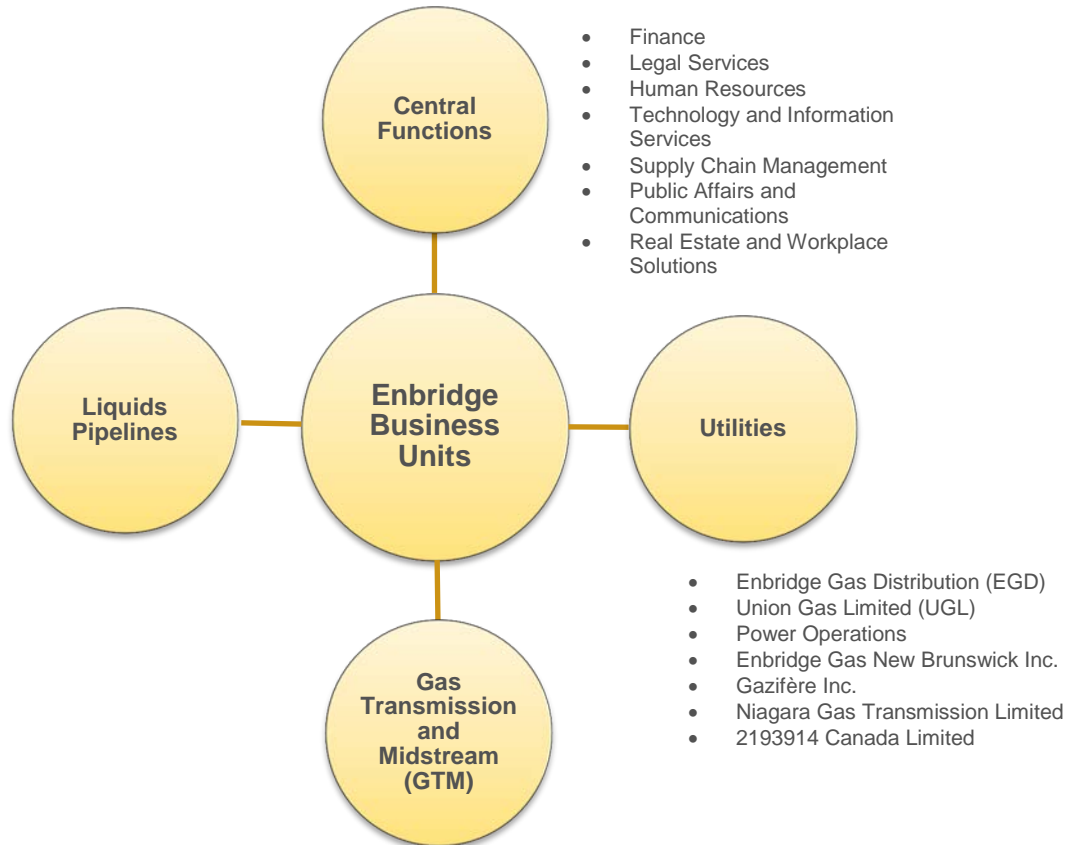 Central
Functions
• Finance
• Legal Services
• Human Resources
• Technology and Information
Services
• Supply Chain Management
• Public Affairs and
Communications
• Real Estate and Workplace
Solutions
Liquids
Pipelines
Enbridge
Business
Units
Utilities
Gas
Transmission
and
Midstream
(GTM)
• Enbridge Gas Distribution (EGD)
• Union Gas Limited (UGL)
• Power Operations
• Enbridge Gas New Brunswick Inc.
• Gazifère Inc.
• Niagara Gas Transmission Limited
• 2193914 Canada Limited